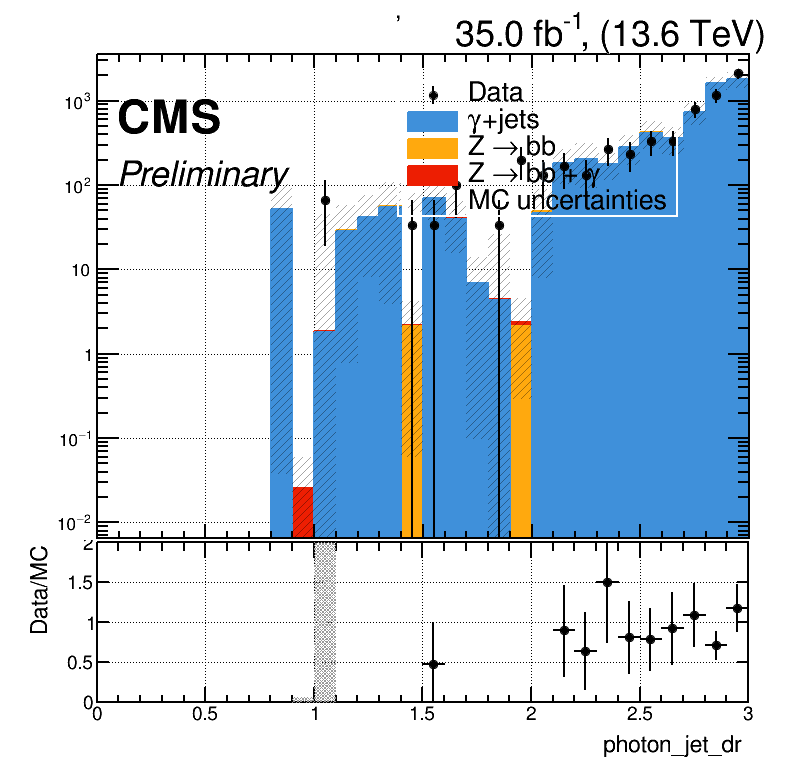 ,
35.0 fb⁻¹, (13.6 TeV)
CMS
Preliminary
Data
γ+jets
Z →bb
Z →bb + γ
MC uncertainties
10³
10²
10
1
10⁻¹
10⁻²
Data/MC
2
1.5
1
0.5
0
0 0.5 1 1.5 2 2.5 3
photon_jet_dr